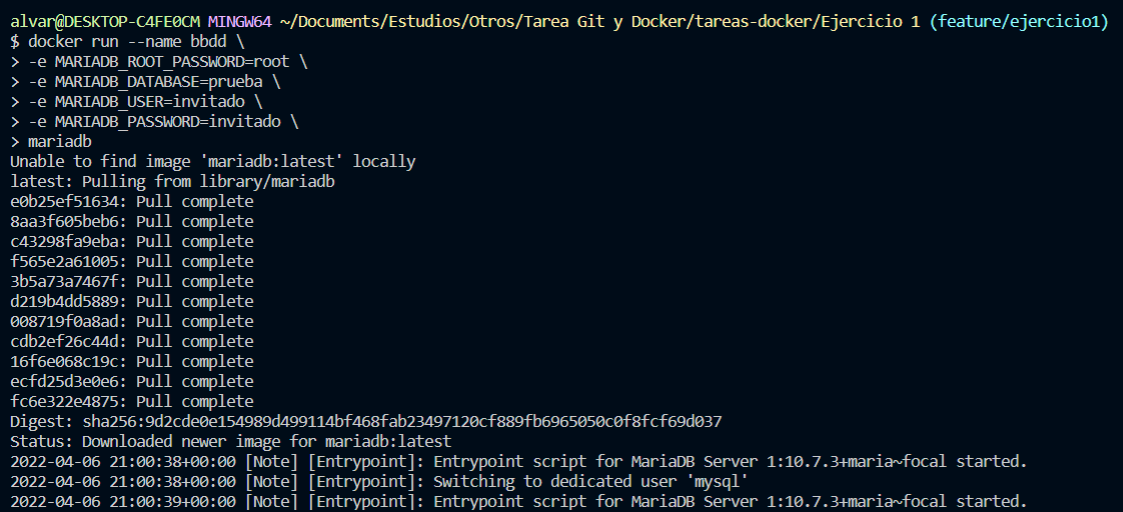 alvar@DESKTOP-C4FE0CM MINGW64 ~/Documents/Estudios/Otros/Tarea Git y Docker/tareas-docker/Ejercicio 1 (feature/ejercicio1)
$ docker run --name bbdd \
> -e MARIADB_ROOT_PASSWORD=root \
> -e MARIADB_DATABASE=prueba \
> -e MARIADB_USER=invitado \
> -e MARIADB_PASSWORD=invitado \
> mariadb
Unable to find image 'mariadb:latest' locally
latest: Pulling from library/mariadb
e0b25ef51634: Pull complete
8aa3f605beb6: Pull complete
c43298fa9eba: Pull complete
f565e2a61005: Pull complete
3b5a73a7467f: Pull complete
d219b4dd5889: Pull complete
008719f0a8ad: Pull complete
cdb2ef26c44d: Pull complete
16f6e068c19c: Pull complete
ecfd25d3e0e6: Pull complete
fc6e322e4875: Pull complete
Digest: sha256:9d2cde0e154989d499114bf468fab23497120cf889fb6965050c0f8fcf69d037
Status: Downloaded newer image for mariadb:latest
2022-04-06 21:00:38+00:00 [Note] [Entrypoint]: Entrypoint script for MariaDB Server 1:10.7.3+maria~focal started.
2022-04-06 21:00:38+00:00 [Note] [Entrypoint]: Switching to dedicated user 'mysql'
2022-04-06 21:00:39+00:00 [Note] [Entrypoint]: Entrypoint script for MariaDB Server 1:10.7.3+maria~focal started.